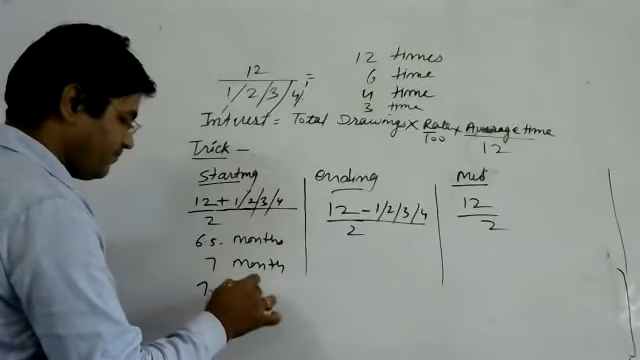 12 / 1/2/3/4 =
12 times
6 time
4 time
3 time
Interest = Total Drawings × Rate/100 × Average time/12
Trick -
Starting
12 + 1/2/3/4 / 2
6.5. months
7 month
7.
ending
12 - 1/2/3/4 / 2
Mid
12 / 2